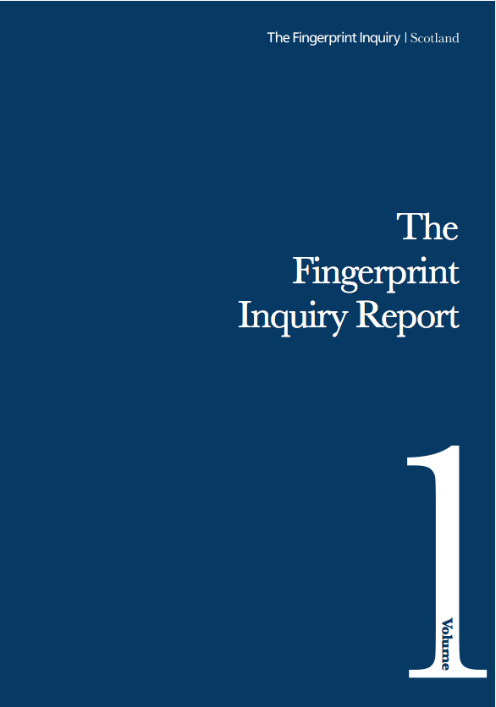 The Fingerprint Inquiry | Scotland
The
Fingerprint
Inquiry Report
1
Volume